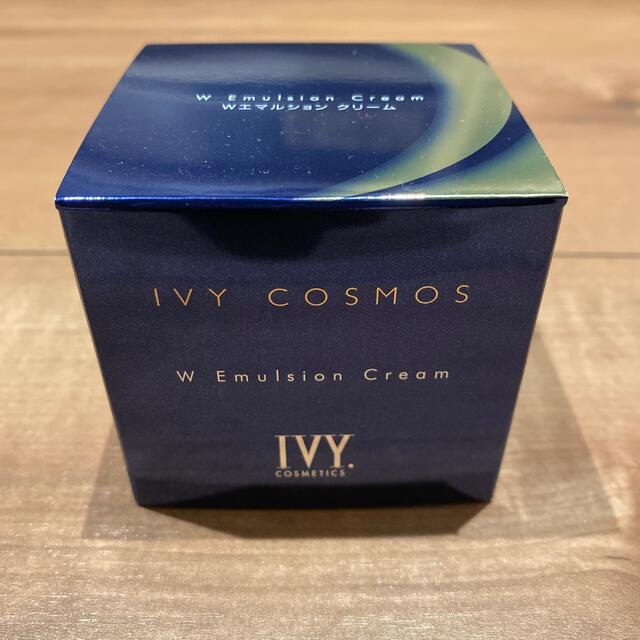 W Emulsion Cream
Wエマルション クリーム
IVY COSMOS
W Emulsion Cream
IVY.
COSMETICS